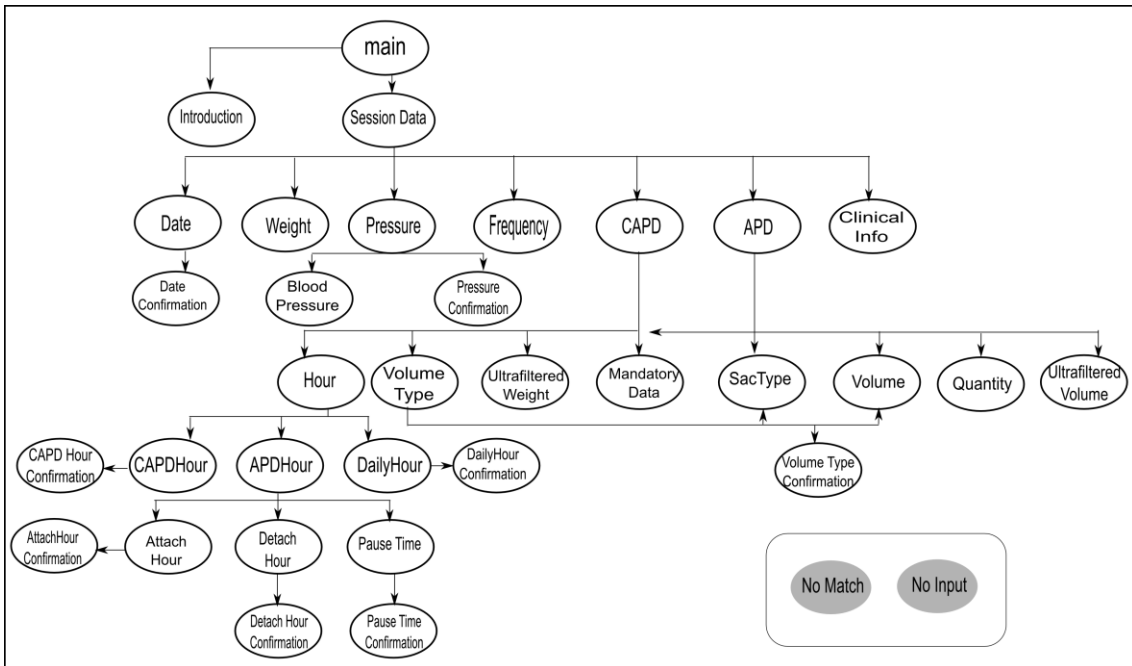 main
Introduction
Session Data
Date
Weight
Pressure
Frequency
CAPD
APD
Clinical
Info
Date
Confirmation
Blood
Pressure
Pressure
Confirmation
Hour
Volume
Type
Ultrafiltered
Weight
Mandatory
Data
SacType
Volume
Quantity
Ultrafiltered
Volume
CAPD Hour
Confirmation
CAPDHour
APDHour
DailyHour
DailyHour
Confirmation
Volume Type
Confirmation
AttachHour
Confirmation
Attach
Hour
Detach
Hour
Pause Time
No Match
No Input
Detach Hour
Confirmation
Pause Time
Confirmation